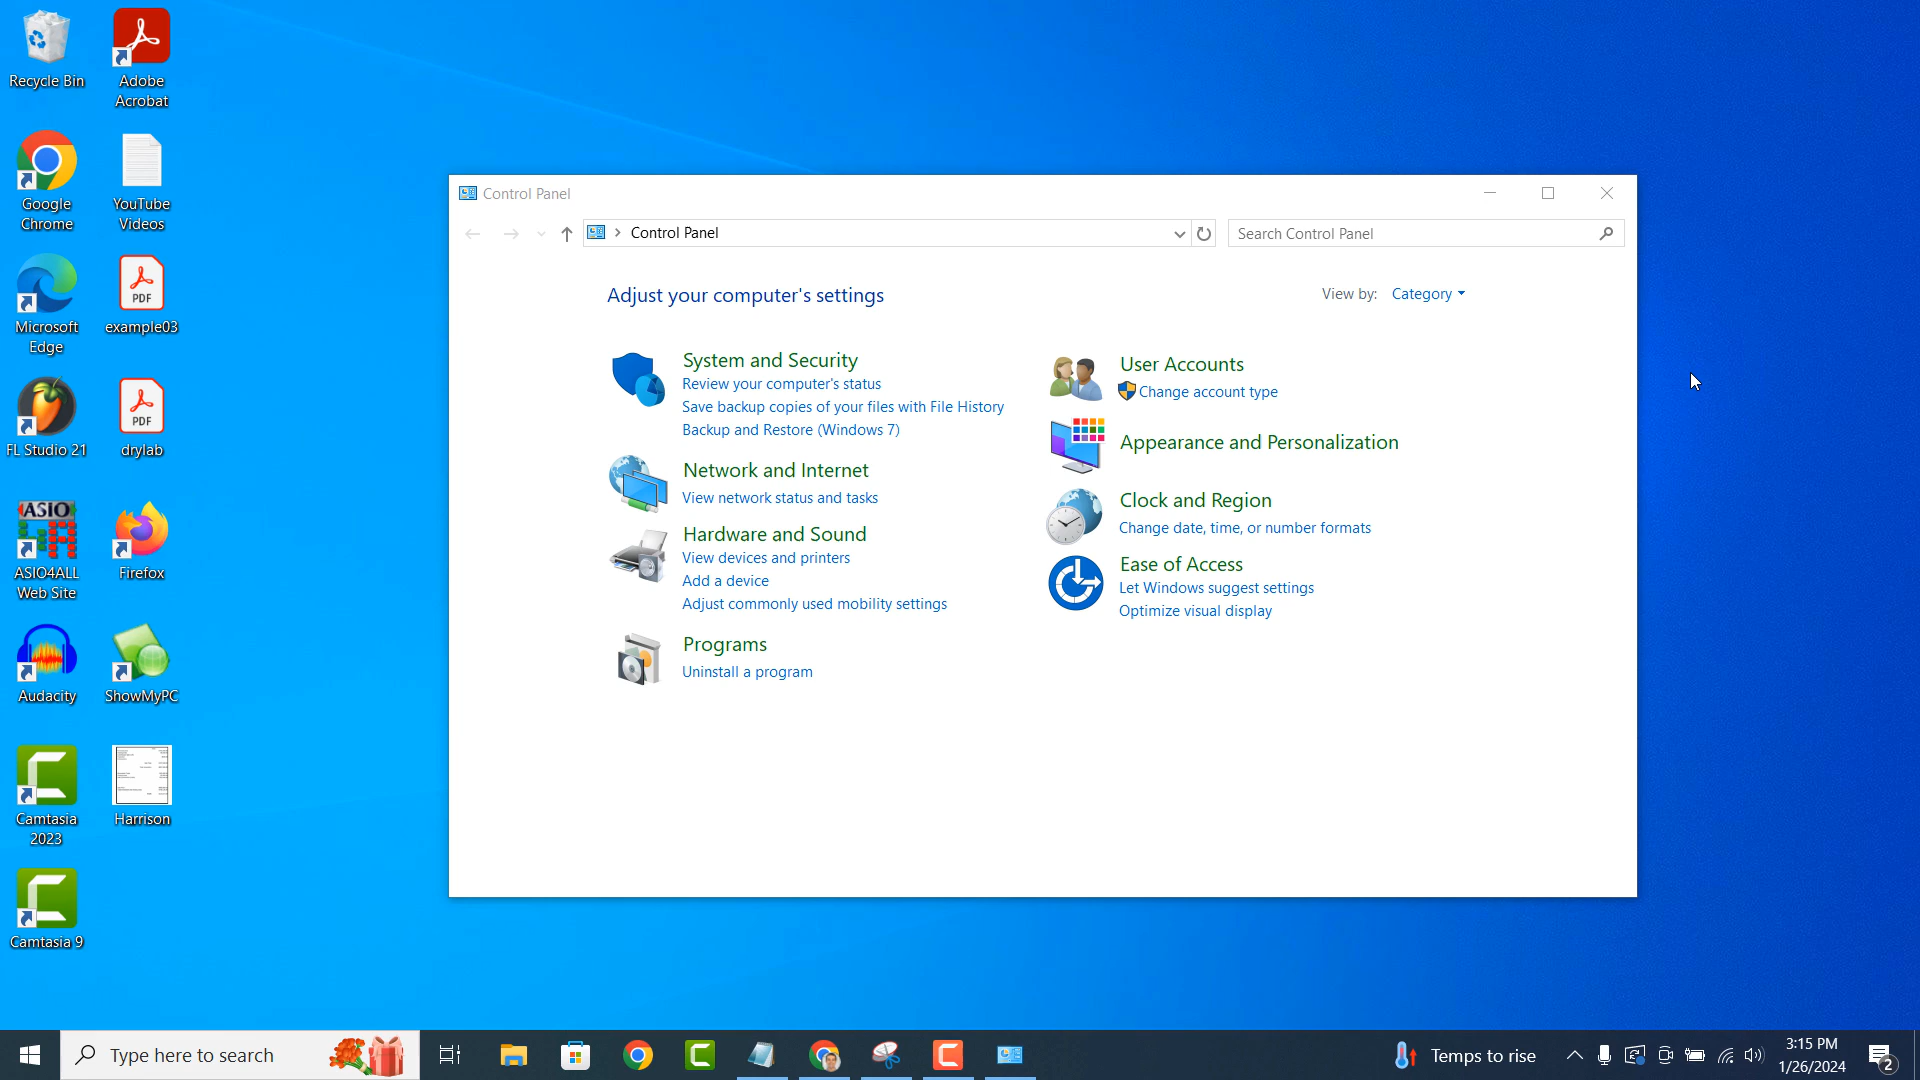 Recycle Bin
Adobe
Acrobat
Google
Chrome
YouTube
Videos
Microsoft
Edge
PDF
example03
FL Studio 21
PDF
drylab
ASIO
ASIO4ALL
Web Site
Firefox
Audacity
ShowMyPC
Camtasia
2023
Harrison
Camtasia 9
Control Panel
Control Panel
Search Control Panel
Adjust your computer's settings
View by: Category
System and Security
Review your computer's status
Save backup copies of your files with File History
Backup and Restore (Windows 7)
Network and Internet
View network status and tasks
Hardware and Sound
View devices and printers
Add a device
Adjust commonly used mobility settings
Programs
Uninstall a program
User Accounts
Change account type
Appearance and Personalization
Clock and Region
Change date, time, or number formats
Ease of Access
Let Windows suggest settings
Optimize visual display
Type here to search
Temps to rise
3:15 PM
1/26/2024
2